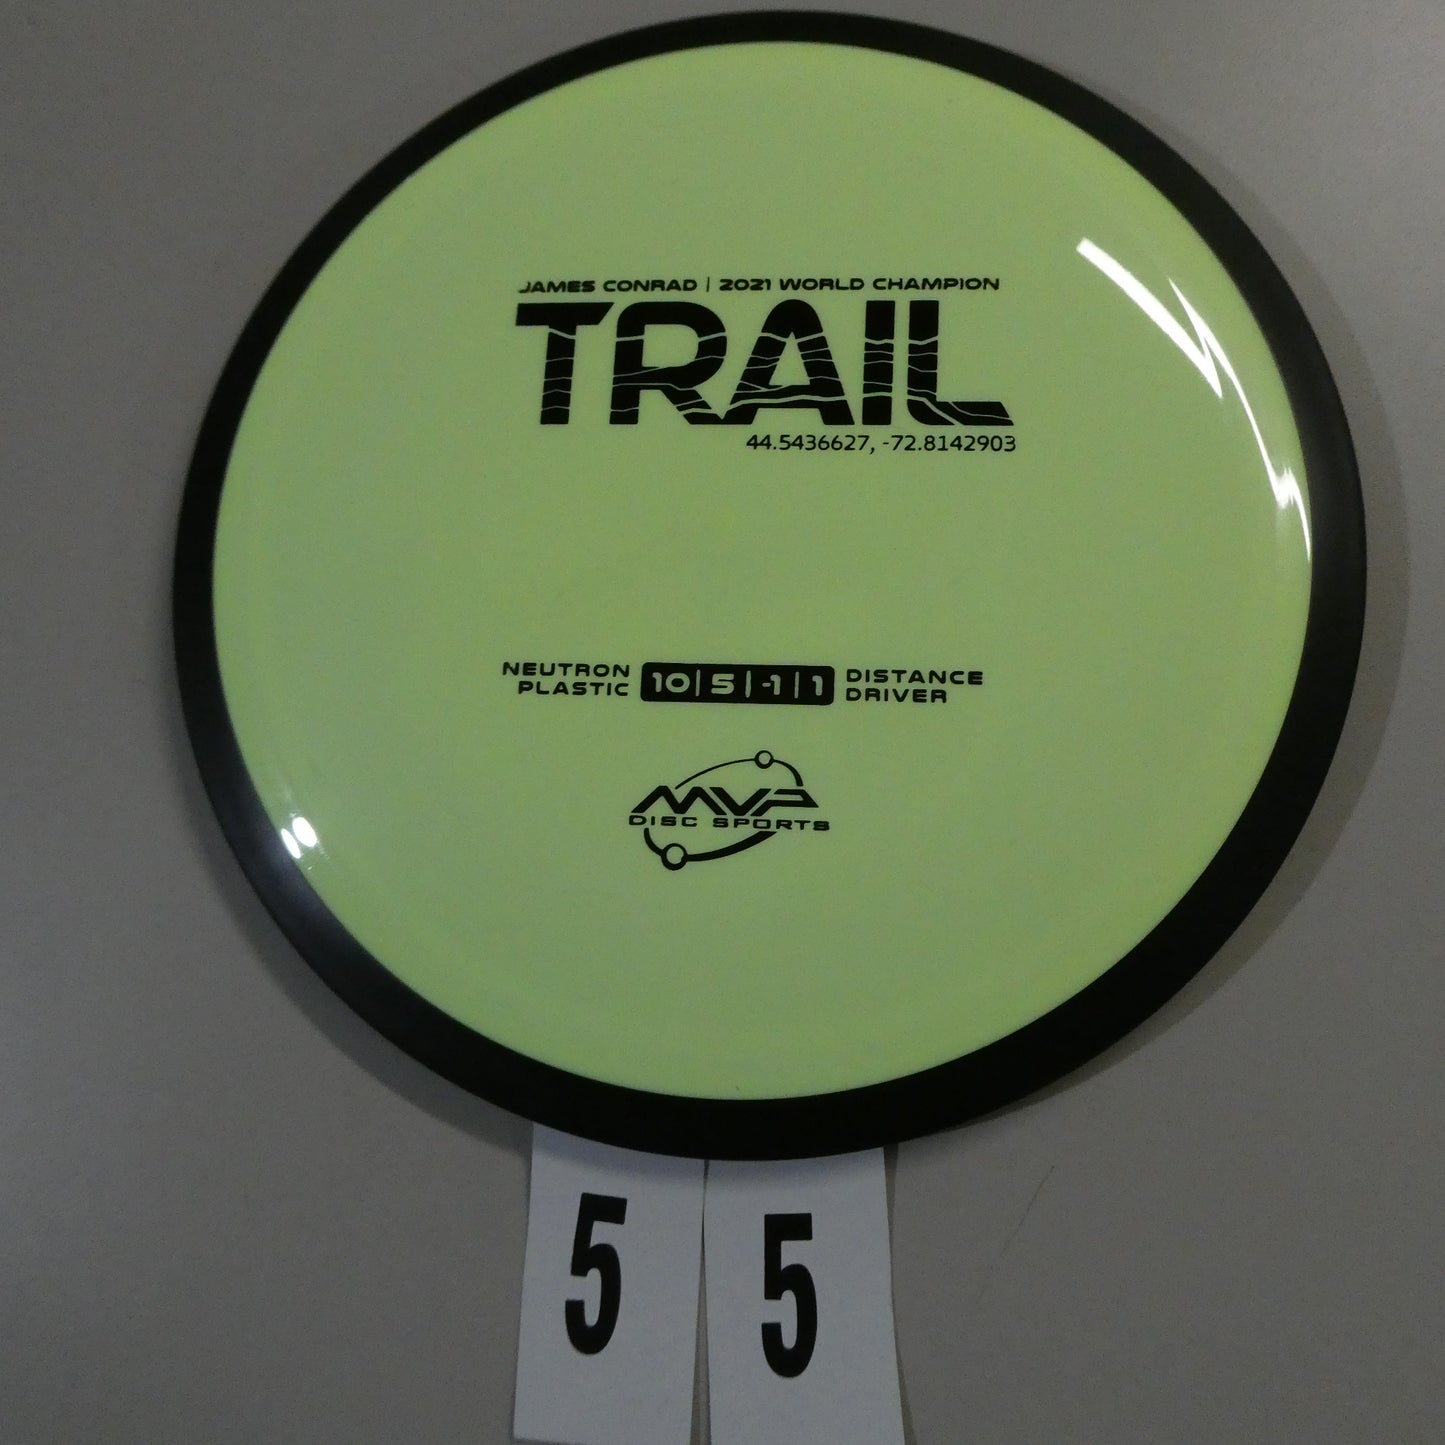 JAMES CONRAD | 2021 WORLD CHAMPION
TRAIL
44.5436627, -72.8142903
NEUTRON PLASTIC 10|5|-1|1 DISTANCE DRIVER
MVP
DISC SPORTS
5 5